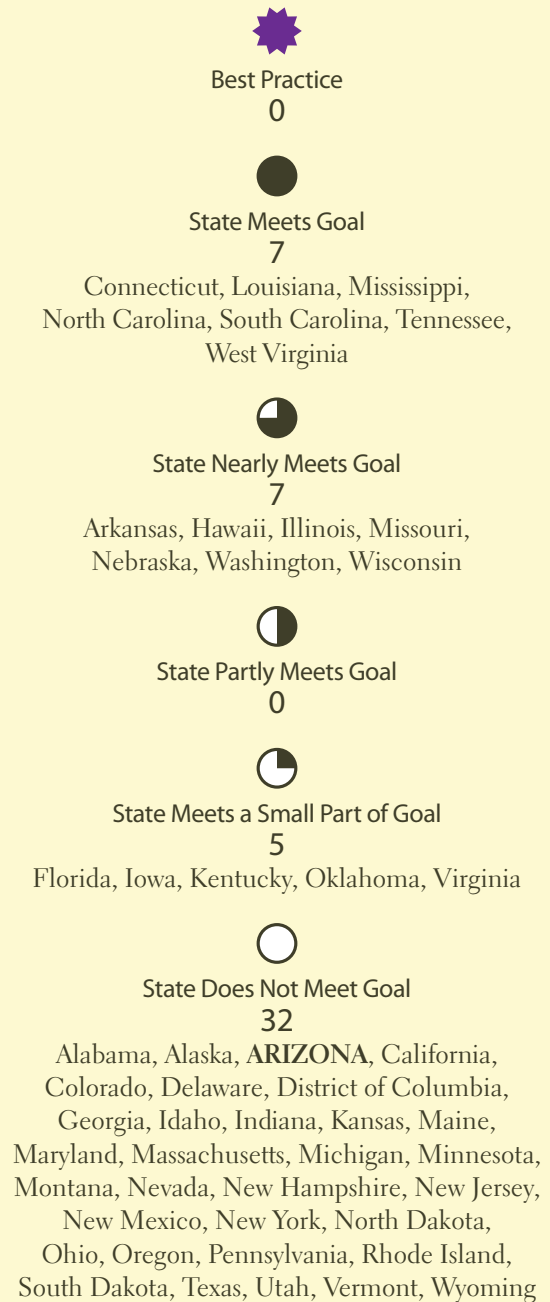 Best Practice
0
State Meets Goal
7
Connecticut, Louisiana, Mississippi,
North Carolina, South Carolina, Tennessee,
West Virginia
State Nearly Meets Goal
7
Arkansas, Hawaii, Illinois, Missouri,
Nebraska, Washington, Wisconsin
State Partly Meets Goal
0
State Meets a Small Part of Goal
5
Florida, Iowa, Kentucky, Oklahoma, Virginia
State Does Not Meet Goal
32
Alabama, Alaska, ARIZONA, California,
Colorado, Delaware, District of Columbia,
Georgia, Idaho, Indiana, Kansas, Maine,
Maryland, Massachusetts, Michigan, Minnesota,
Montana, Nevada, New Hampshire, New Jersey,
New Mexico, New York, North Dakota,
Ohio, Oregon, Pennsylvania, Rhode Island,
South Dakota, Texas, Utah, Vermont, Wyoming